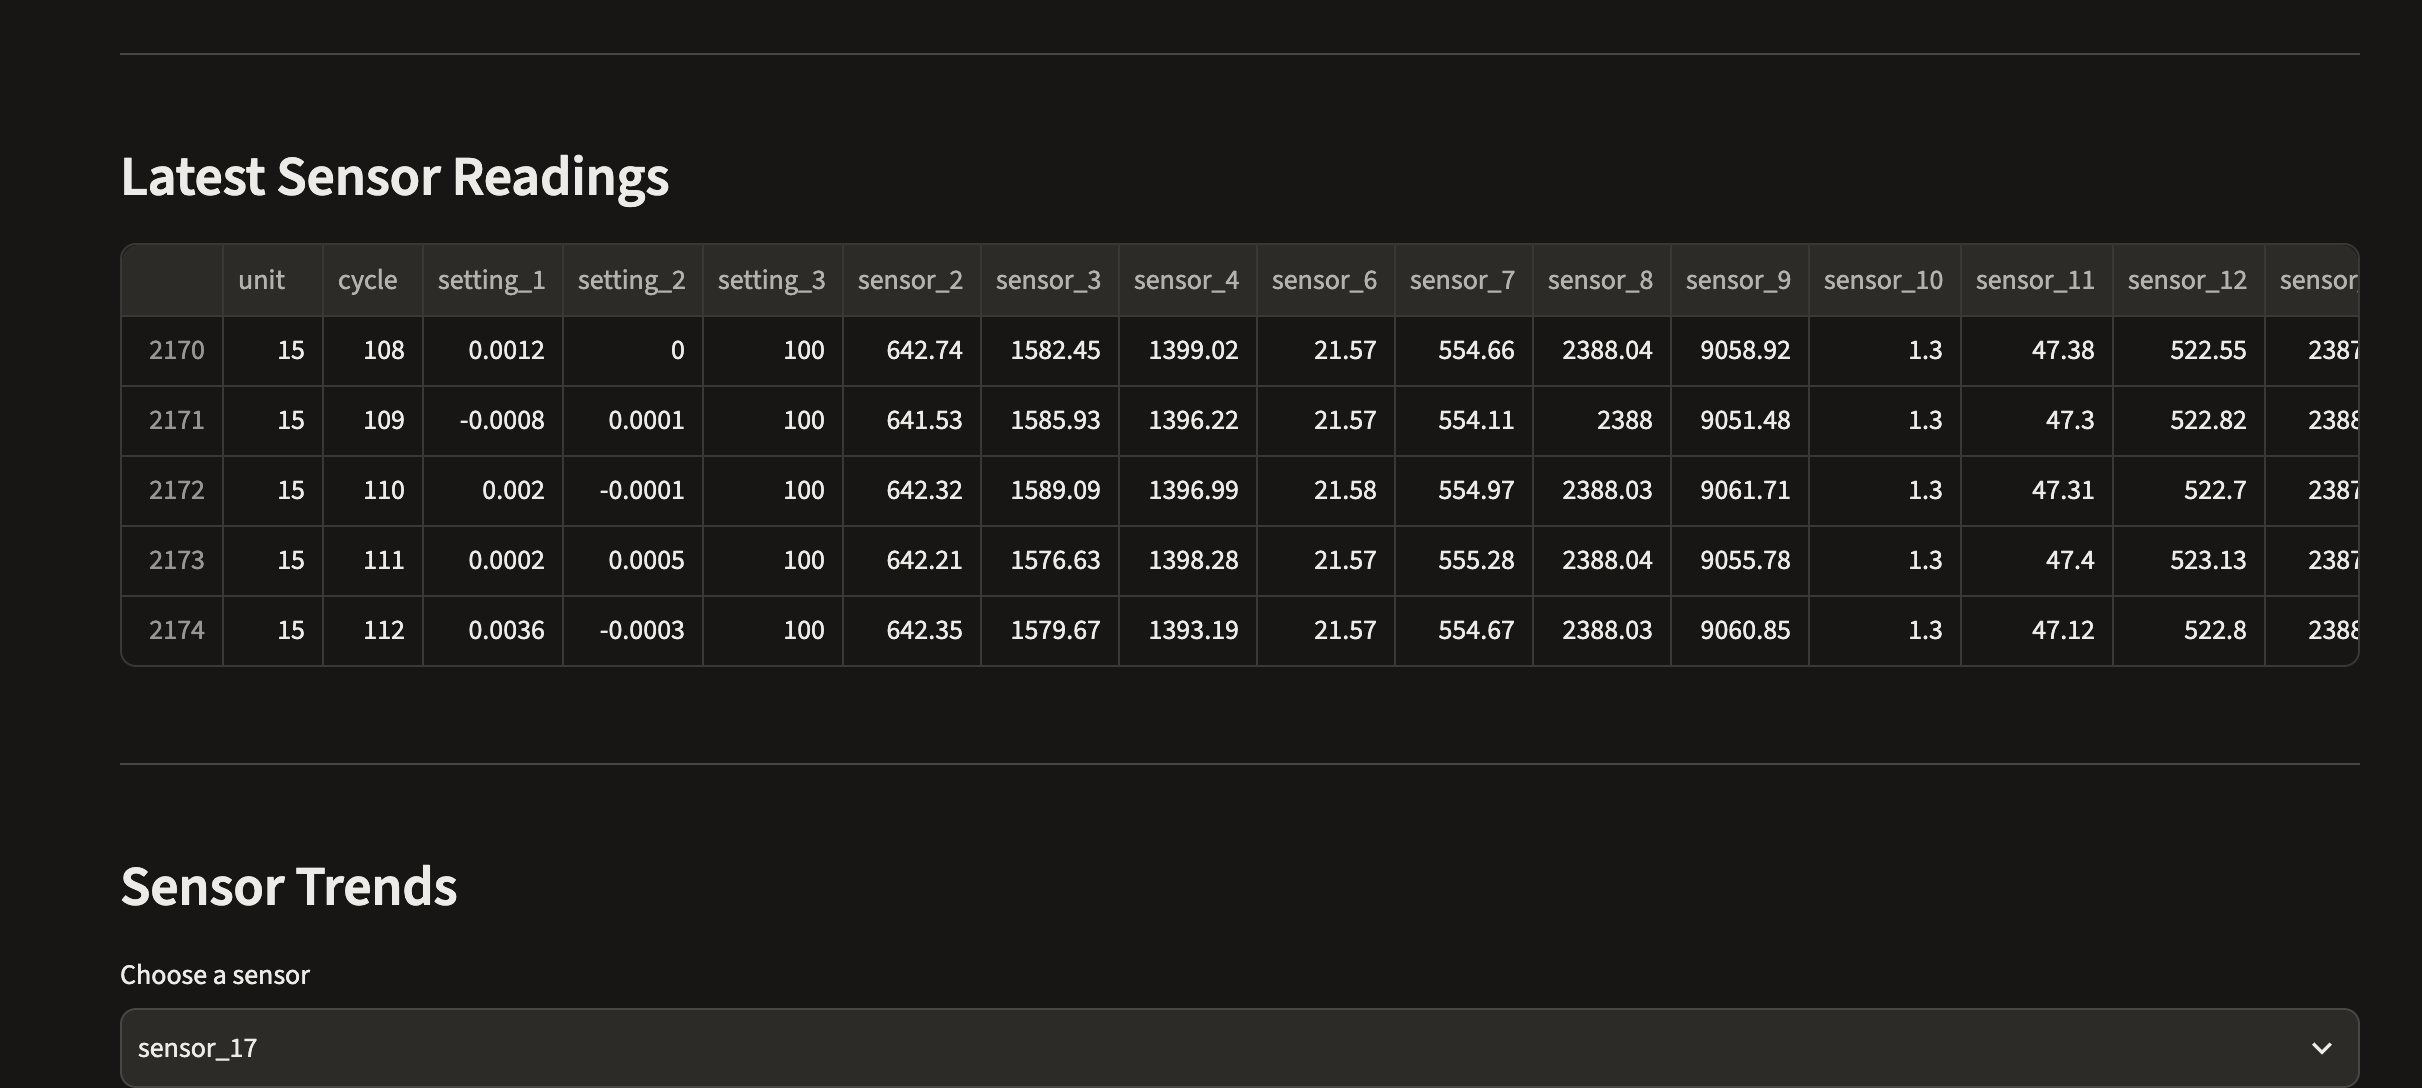 Latest Sensor Readings
unit cycle setting_1 setting_2 setting_3 sensor_2 sensor_3 sensor_4 sensor_6 sensor_7 sensor_8 sensor_9 sensor_10 sensor_11 sensor_12
2170 15 108 0.0012 0 100 642.74 1582.45 1399.02 21.57 554.66 2388.04 9058.92 1.3 47.38 522.55
2171 15 109 -0.0008 0.0001 100 641.53 1585.93 1396.22 21.57 554.11 2388 9051.48 1.3 47.3 522.82
2172 15 110 0.002 -0.0001 100 642.32 1589.09 1396.99 21.58 554.97 2388.03 9061.71 1.3 47.31 522.7
2173 15 111 0.0002 0.0005 100 642.21 1576.63 1398.28 21.57 555.28 2388.04 9055.78 1.3 47.4 523.13
2174 15 112 0.0036 -0.0003 100 642.35 1579.67 1393.19 21.57 554.67 2388.03 9060.85 1.3 47.12 522.8
Sensor Trends
Choose a sensor
sensor_17